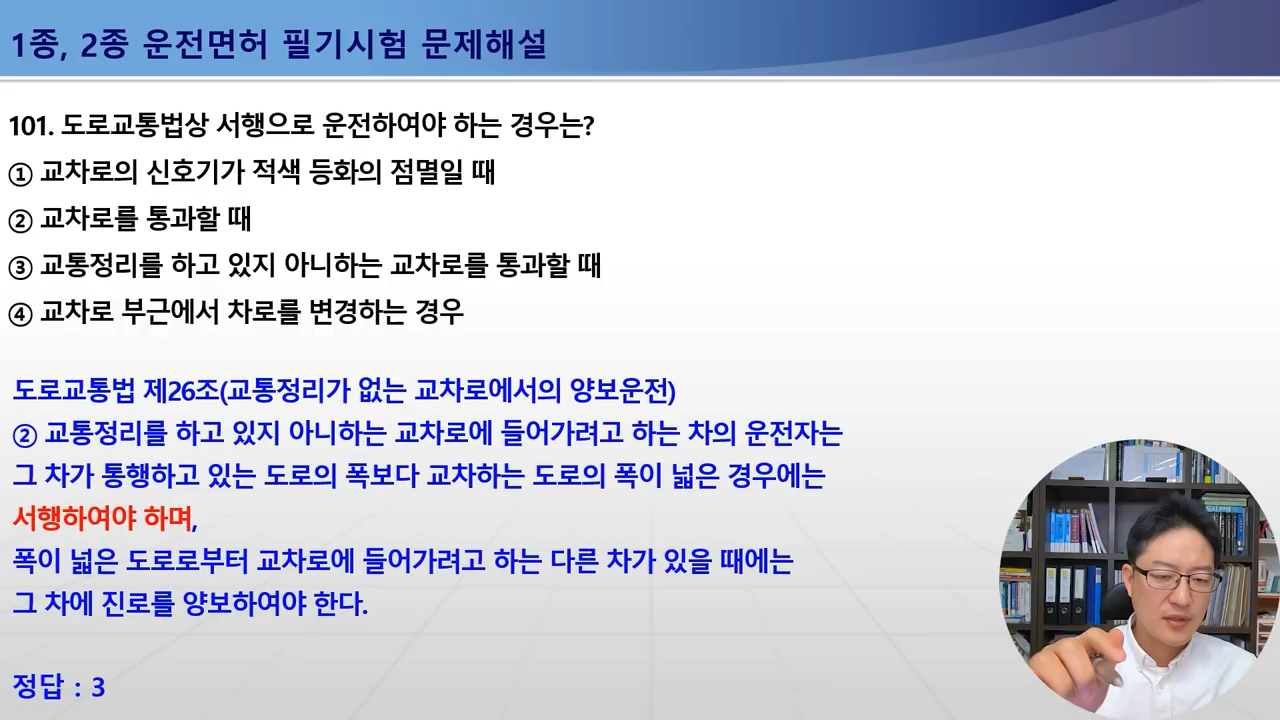 1종, 2종 운전면허 필기시험 문제해설
101. 도로교통법상 서행으로 운전하여야 하는 경우는?
① 교차로의 신호기가 적색 등화의 점멸일 때
② 교차로를 통과할 때
③ 교통정리를 하고 있지 아니하는 교차로를 통과할 때
④ 교차로 부근에서 차로를 변경하는 경우
도로교통법 제26조(교통정리가 없는 교차로에서의 양보운전)
② 교통정리를 하고 있지 아니하는 교차로에 들어가려고 하는 차의 운전자는
그 차가 통행하고 있는 도로의 폭보다 교차하는 도로의 폭이 넓은 경우에는
서행하여야 하며,
폭이 넓은 도로로부터 교차로에 들어가려고 하는 다른 차가 있을 때에는
그 차에 진로를 양보하여야 한다.
정답 : 3